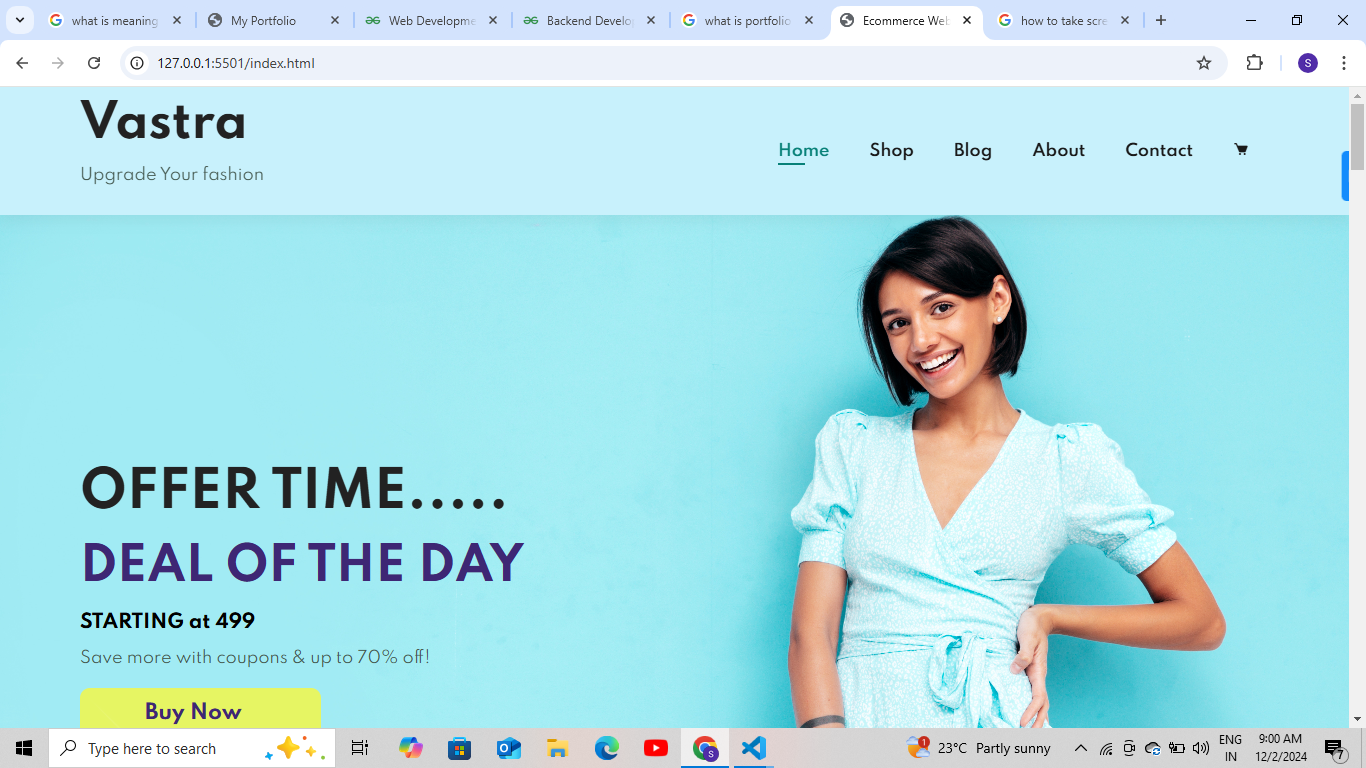 what is meaning
My Portfolio
Web Developme
Backend Develo
what is portfolio
Ecommerce Web
how to take scre
127.0.0.1:5501/index.html
S
Vastra
Upgrade Your fashion
Home
Shop
Blog
About
Contact
OFFER TIME.....
DEAL OF THE DAY
STARTING at 499
Save more with coupons & up to 70% off!
Buy Now
Type here to search
S
1
23°C Partly sunny
ENG
IN
9:00 AM
12/2/2024
7